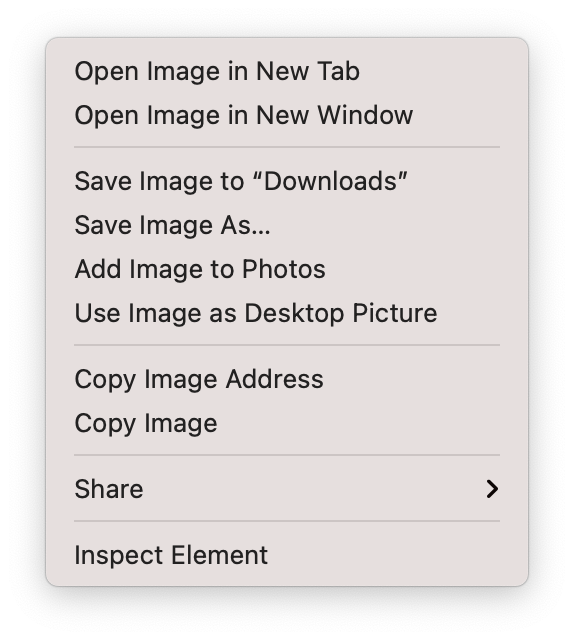 Open Image in New Tab
Open Image in New Window
Save Image to “Downloads”
Save Image As...
Add Image to Photos
Use Image as Desktop Picture
Copy Image Address
Copy Image
Share
Inspect Element